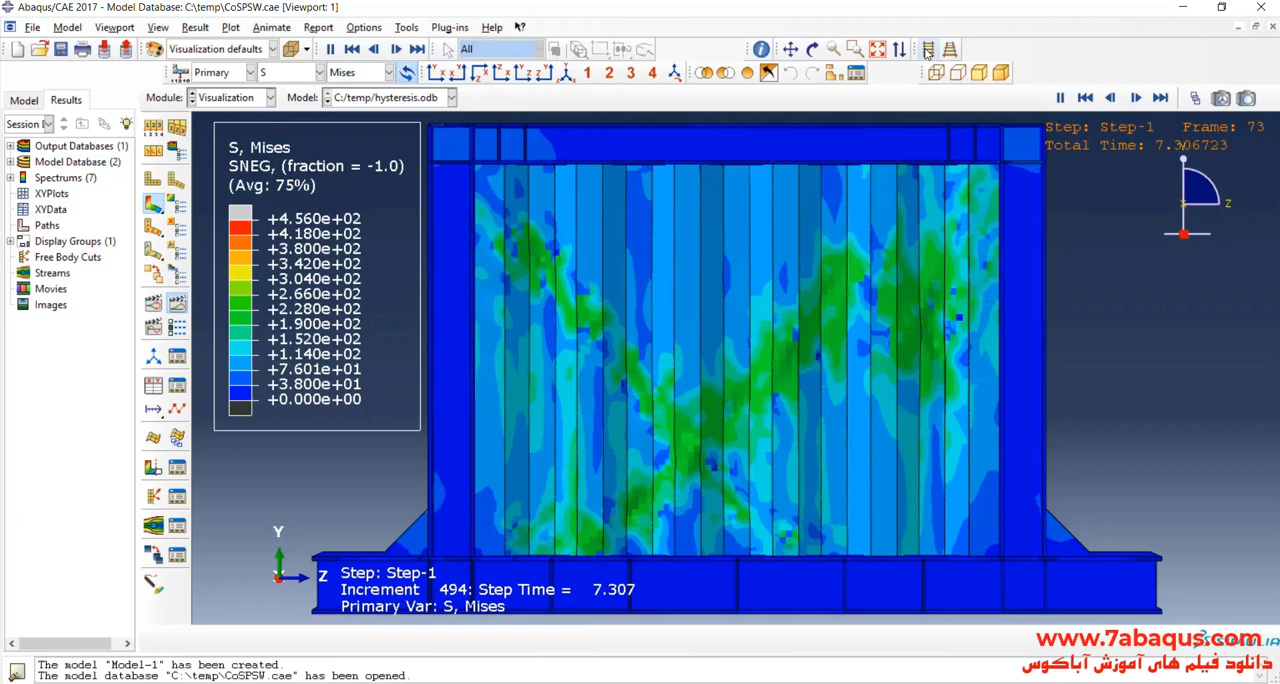 Abaqus/CAE 2017 - Model Database: C:\temp\CoSPSW.cae [Viewport: 1]
File Model Viewport View Result Plot Animate Report Options Tools Plug-ins Help
Visualization defaults All
Primary S Mises 1 2 3 4
Model Results Module: Visualization Model: C:/temp/hysteresis.odb
Session
Output Databases (1)
Model Database (2)
Spectrums (7)
XYPlots
XYData
Paths
Display Groups (1)
Free Body Cuts
Streams
Movies
Images
S, Mises
SNEG, (fraction = -1.0)
(Avg: 75%)
+4.560e+02
+4.180e+02
+3.800e+02
+3.420e+02
+3.040e+02
+2.660e+02
+2.280e+02
+1.900e+02
+1.520e+02
+1.140e+02
+7.601e+01
+3.800e+01
+0.000e+00
Step: Step-1 Frame: 73
Total Time: 7.306723
Y
X Z
Y
Z
Step: Step-1
Increment 494: Step Time = 7.307
Primary Var: S, Mises
www.7abaqus.com
دانلود فیلم های آموزش آباکوس
The model "Model-1" has been created.
The model database "C:\temp\CoSPSW.cae" has been opened.